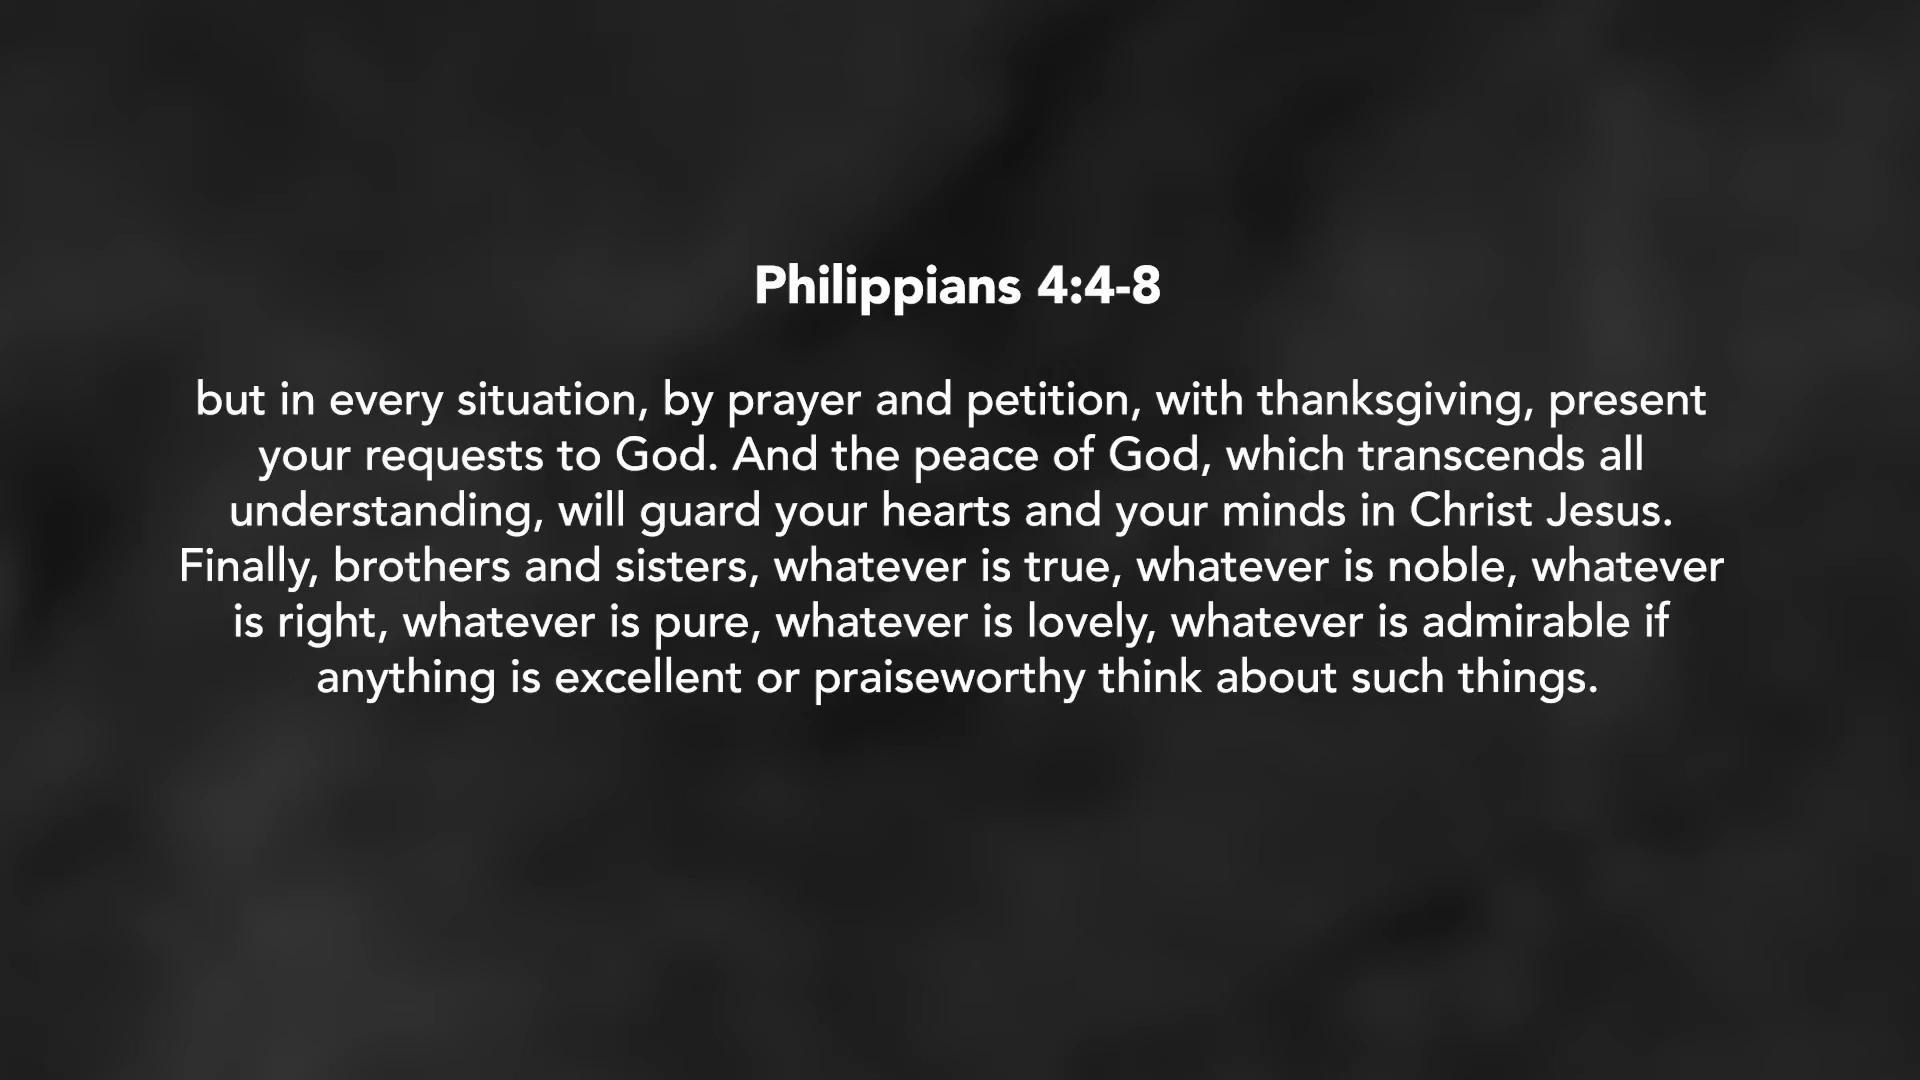 Philippians 4:4-8
but in every situation, by prayer and petition, with thanksgiving, present
your requests to God. And the peace of God, which transcends all
understanding, will guard your hearts and your minds in Christ Jesus.
Finally, brothers and sisters, whatever is true, whatever is noble, whatever
is right, whatever is pure, whatever is lovely, whatever is admirable if
anything is excellent or praiseworthy think about such things.